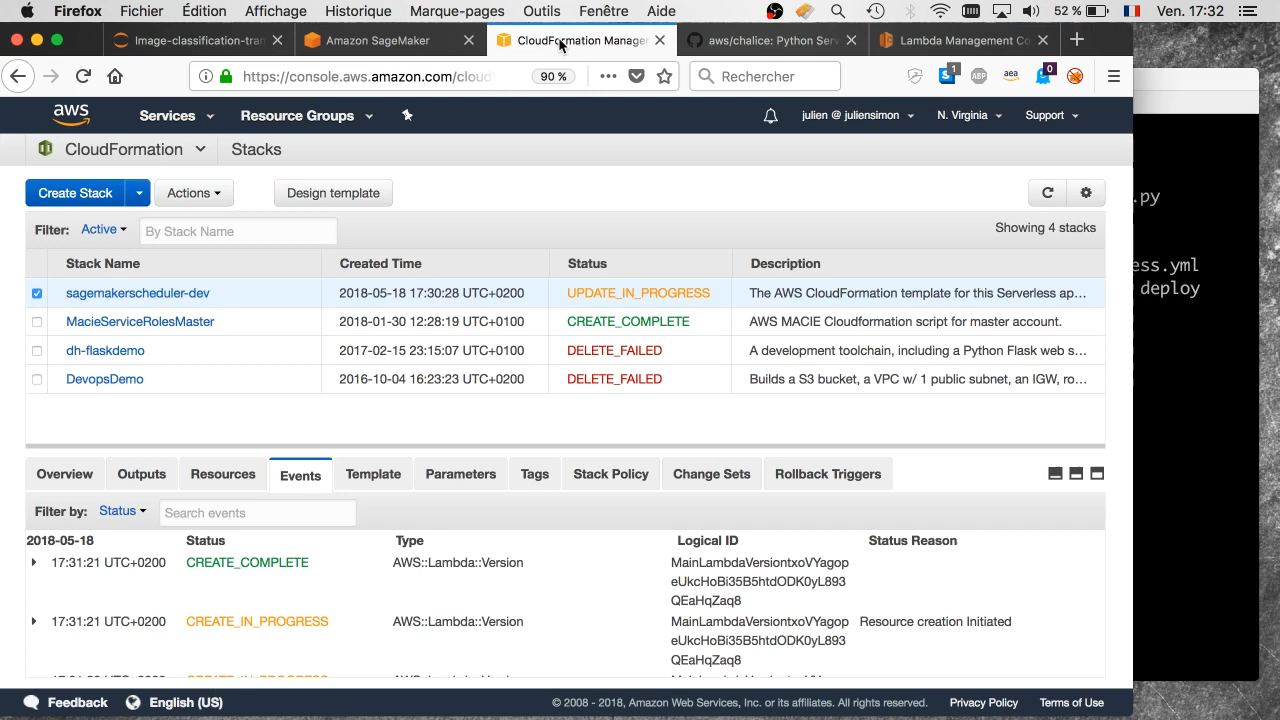 Firefox Fichier Édition Affichage Historique Marque-pages Outils Fenêtre Aide 52 % Ven. 17:32
Image-classification-tran Amazon SageMaker CloudFormation Manager aws/chalice: Python Serv Lambda Management Co
https://console.aws.amazon.com/cloud 90 % Rechercher 1 ABP aea 0
aws Services Resource Groups julien @ juliensimon N. Virginia Support
CloudFormation Stacks
Create Stack Actions Design template
.py
Filter: Active By Stack Name Showing 4 stacks
Stack Name Created Time Status Description
ess.yml
deploy
sagemakerscheduler-dev 2018-05-18 17:30:28 UTC+0200 UPDATE_IN_PROGRESS The AWS CloudFormation template for this Serverless ap…
MacieServiceRolesMaster 2018-01-30 12:28:19 UTC+0100 CREATE_COMPLETE AWS MACIE Cloudformation script for master account.
dh-flaskdemo 2017-02-15 23:15:07 UTC+0100 DELETE_FAILED A development toolchain, including a Python Flask web s…
DevopsDemo 2016-10-04 16:23:23 UTC+0200 DELETE_FAILED Builds a S3 bucket, a VPC w/ 1 public subnet, an IGW, ro…
Overview Outputs Resources Events Template Parameters Tags Stack Policy Change Sets Rollback Triggers
Filter by: Status Search events
2018-05-18 Status Type Logical ID Status Reason
17:31:21 UTC+0200 CREATE_COMPLETE AWS::Lambda::Version MainLambdaVersiontxoVYagop
eUkcHoBi35B5htdODK0yL893
QEaHqZaq8
17:31:21 UTC+0200 CREATE_IN_PROGRESS AWS::Lambda::Version MainLambdaVersiontxoVYagop Resource creation Initiated
eUkcHoBi35B5htdODK0yL893
QEaHqZaq8
Feedback English (US) © 2008 - 2018, Amazon Web Services, Inc. or its affiliates. All rights reserved. Privacy Policy Terms of Use